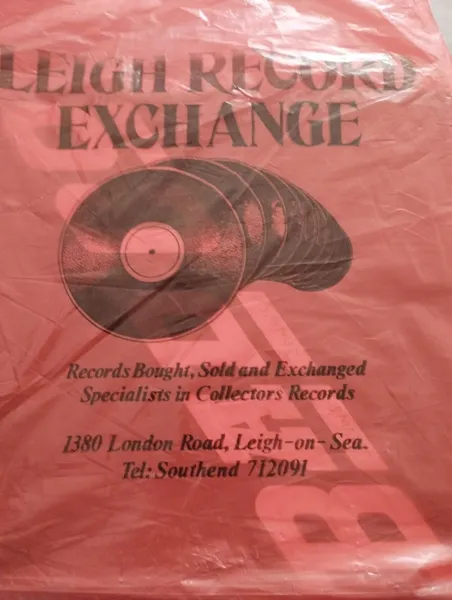 LEIGH RECORD
EXCHANGE
Records Bought, Sold and Exchanged
Specialists in Collectors Records
1380 London Road, Leigh-on-Sea.
Tel: Southend 712091